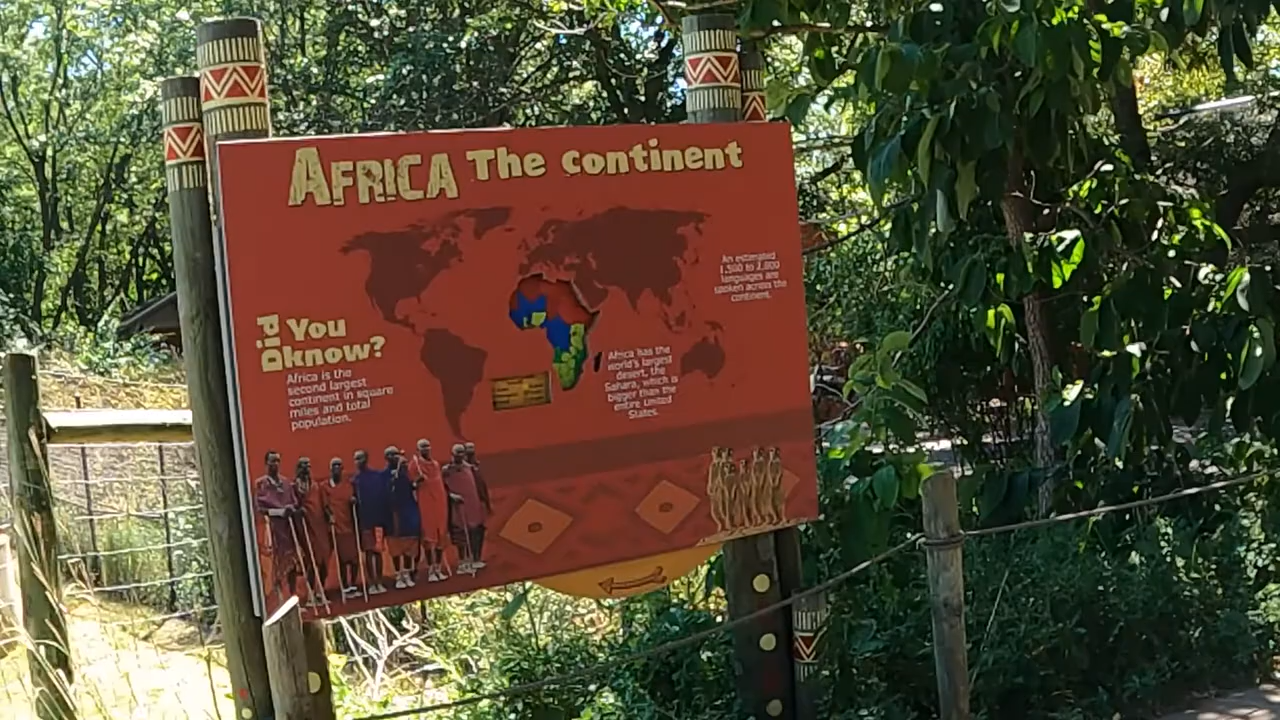 AFRICA The continent
An estimated
1,500 to 2,000
languages are
spoken across the
continent.
Did You
know?
Africa is the
second largest
continent in square
miles and total
population.
Africa has the
world's largest
desert, the
Sahara, which is
bigger than the
entire United
States.